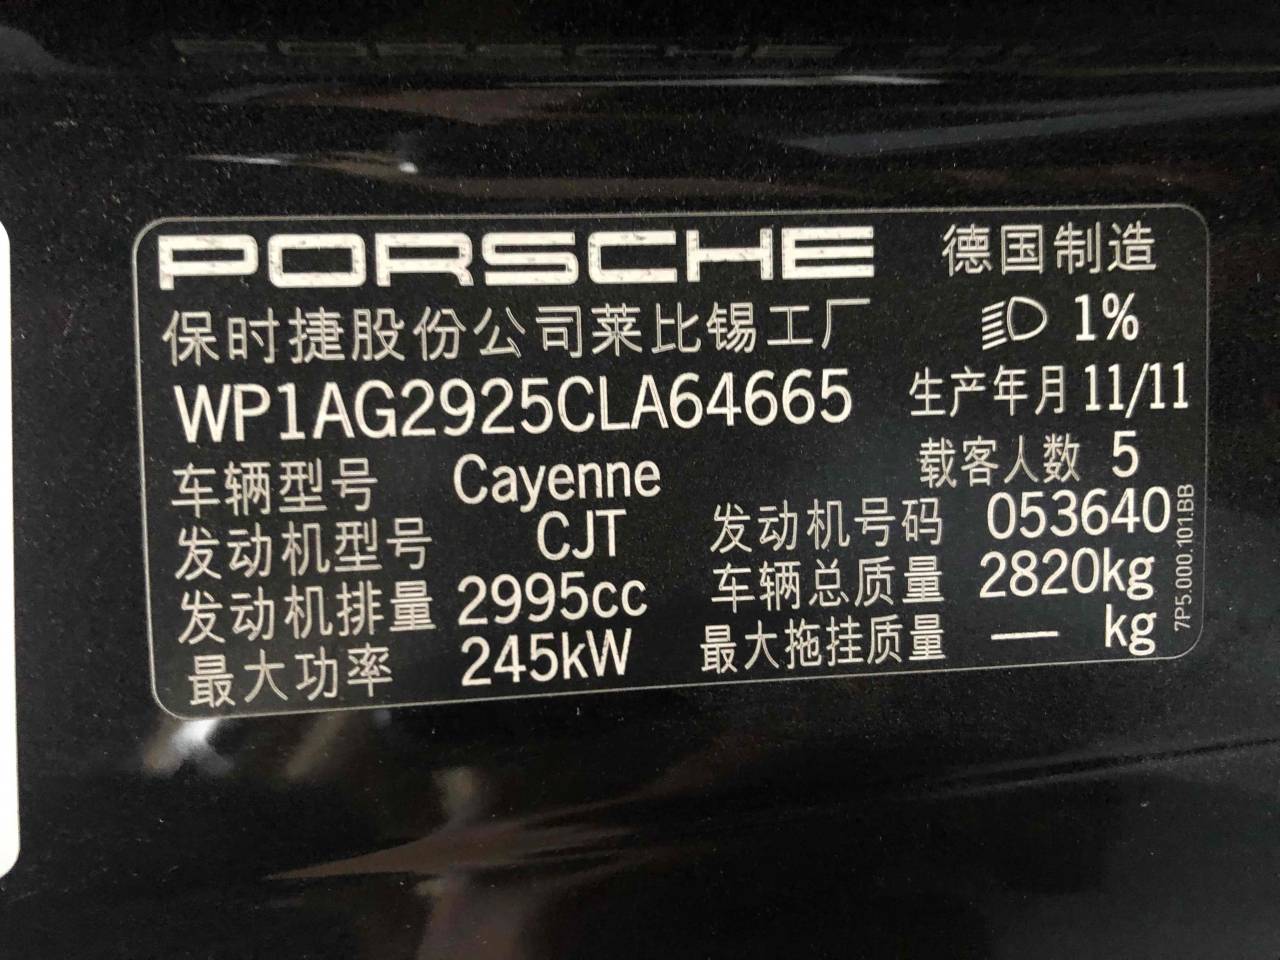 PORSCHE 德国制造
保时捷股份公司莱比锡工厂 1%
WP1AG2925CLA64665 生产年月 11/11
载客人数 5
车辆型号 Cayenne
发动机型号 CJT 发动机号码 053640
发动机排量 2995cc 车辆总质量 2820kg
最大功率 245kW 最大拖挂质量 — kg
7P5.000.101.BB